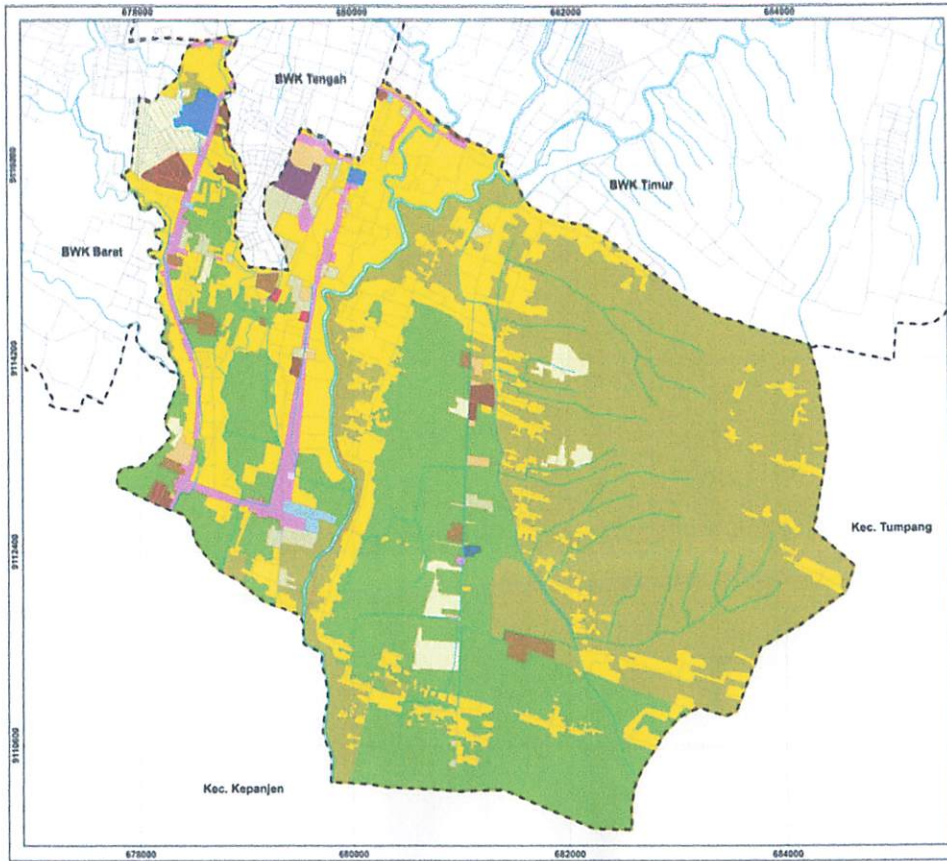 678000 680000 682000 684000
BWK Tengah
BWK Timur
BWK Barat
9114200
Kec. Tumpang
9112400
9110600
Kec. Kepanjen
678000 680000 682000 684000